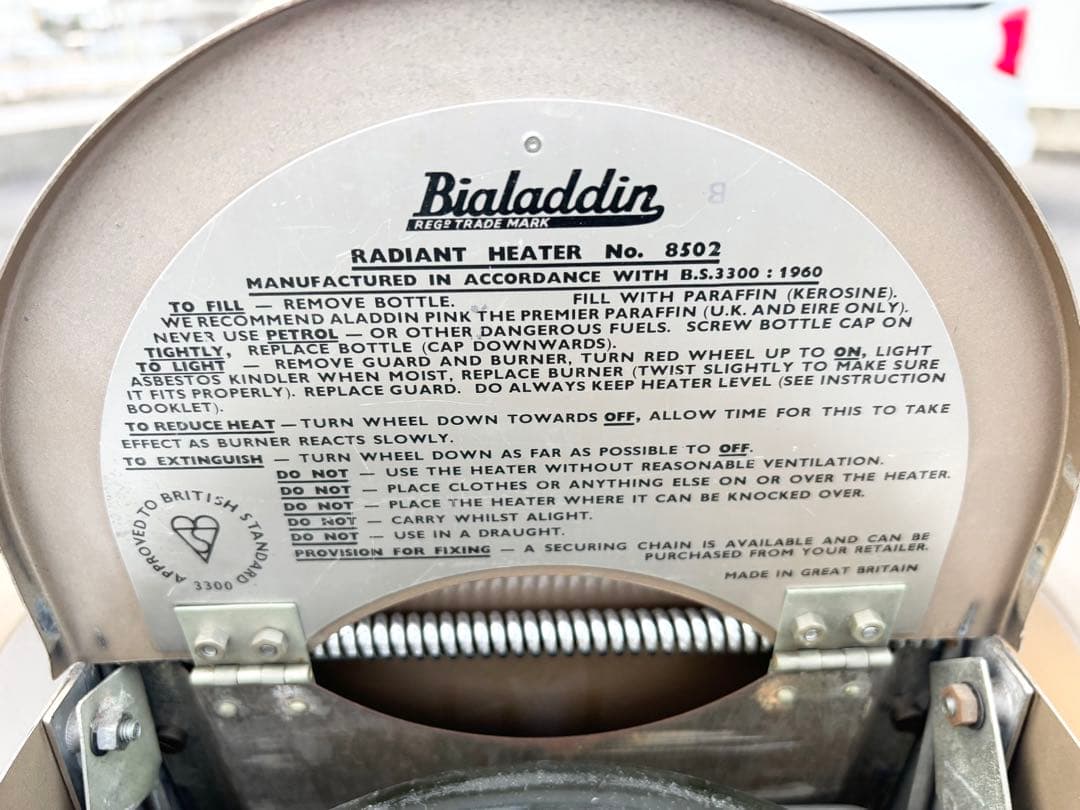 Bialaddin
REGD TRADE MARK
RADIANT HEATER No. 8502
MANUFACTURED IN ACCORDANCE WITH B.S.3300 : 1960
TO FILL — REMOVE BOTTLE. FILL WITH PARAFFIN (KEROSINE).
WE RECOMMEND ALADDIN PINK THE PREMIER PARAFFIN (U.K. AND EIRE ONLY).
NEVER USE PETROL — OR OTHER DANGEROUS FUELS. SCREW BOTTLE CAP ON
TIGHTLY, REPLACE BOTTLE (CAP DOWNWARDS).
TO LIGHT — REMOVE GUARD AND BURNER, TURN RED WHEEL UP TO ON, LIGHT
ASBESTOS KINDLER WHEN MOIST, REPLACE BURNER (TWIST SLIGHTLY TO MAKE SURE
IT FITS PROPERLY). REPLACE GUARD. DO ALWAYS KEEP HEATER LEVEL (SEE INSTRUCTION
BOOKLET).
TO REDUCE HEAT — TURN WHEEL DOWN TOWARDS OFF, ALLOW TIME FOR THIS TO TAKE
EFFECT AS BURNER REACTS SLOWLY.
TO EXTINGUISH — TURN WHEEL DOWN AS FAR AS POSSIBLE TO OFF.
DO NOT — USE THE HEATER WITHOUT REASONABLE VENTILATION.
DO NOT — PLACE CLOTHES OR ANYTHING ELSE ON OR OVER THE HEATER.
DO NOT — PLACE THE HEATER WHERE IT CAN BE KNOCKED OVER.
DO NOT — CARRY WHILST ALIGHT.
DO NOT — USE IN A DRAUGHT.
PROVISION FOR FIXING — A SECURING CHAIN IS AVAILABLE AND CAN BE
PURCHASED FROM YOUR RETAILER.
MADE IN GREAT BRITAIN
APPROVED TO BRITISH STANDARD
3300